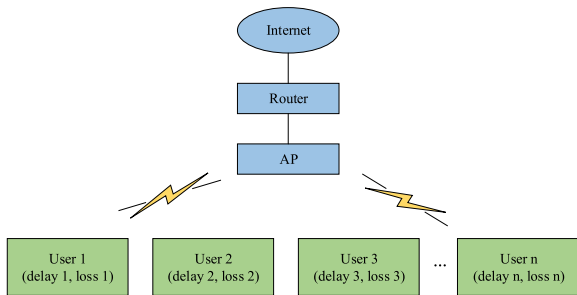 Internet
Router
AP
User 1
(delay 1, loss 1)
User 2
(delay 2, loss 2)
User 3
(delay 3, loss 3)
...
User n
(delay n, loss n)